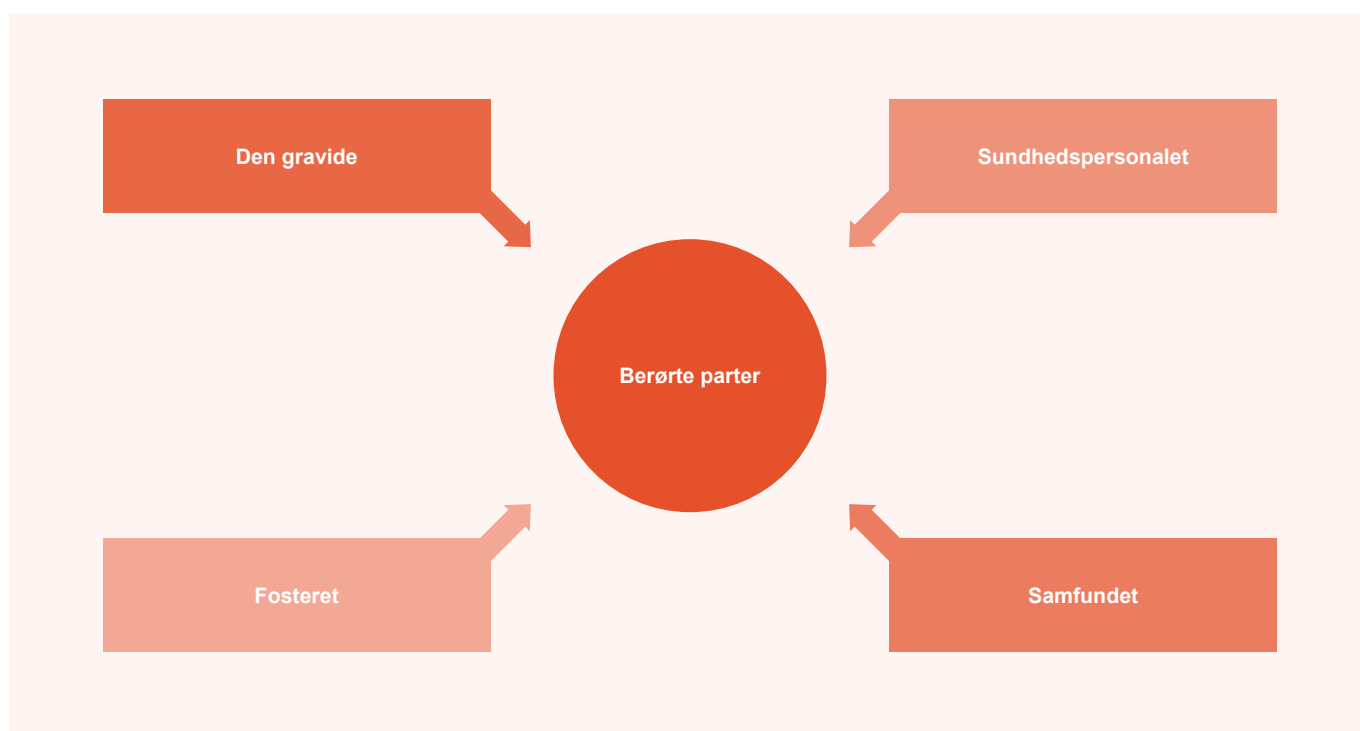 Den gravide
Sundhedspersonalet
Berørte parter
Fosteret
Samfundet